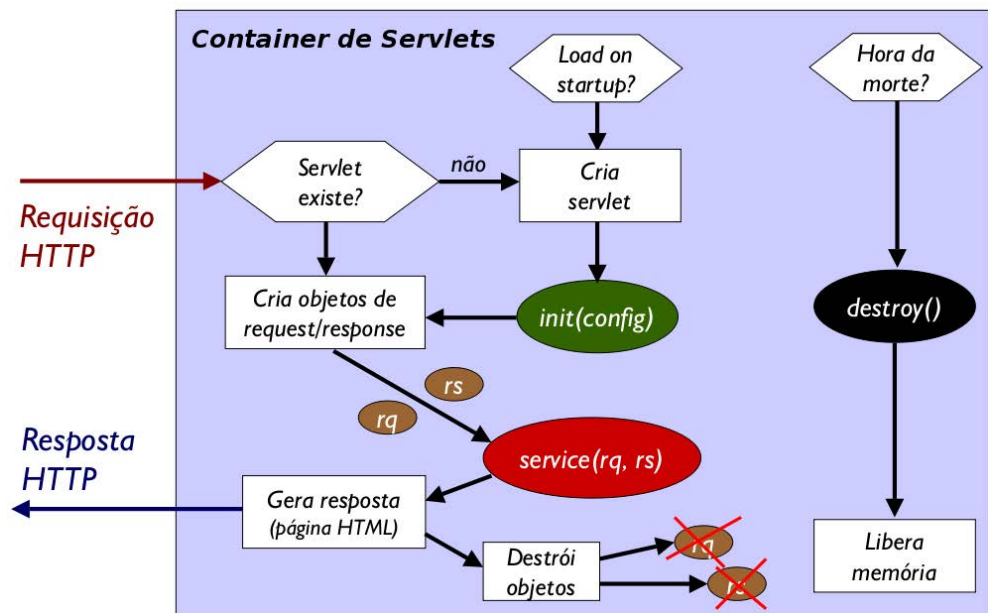 Container de Servlets
Load on
startup?
Hora da
morte?
Servlet
existe?
não
Cria
servlet
Requisição
HTTP
Cria objetos de
request/response
init(config)
destroy()
rs
rq
Resposta
HTTP
service(rq, rs)
Gera resposta
(página HTML)
Destrói
objetos
rq
rs
Libera
memória